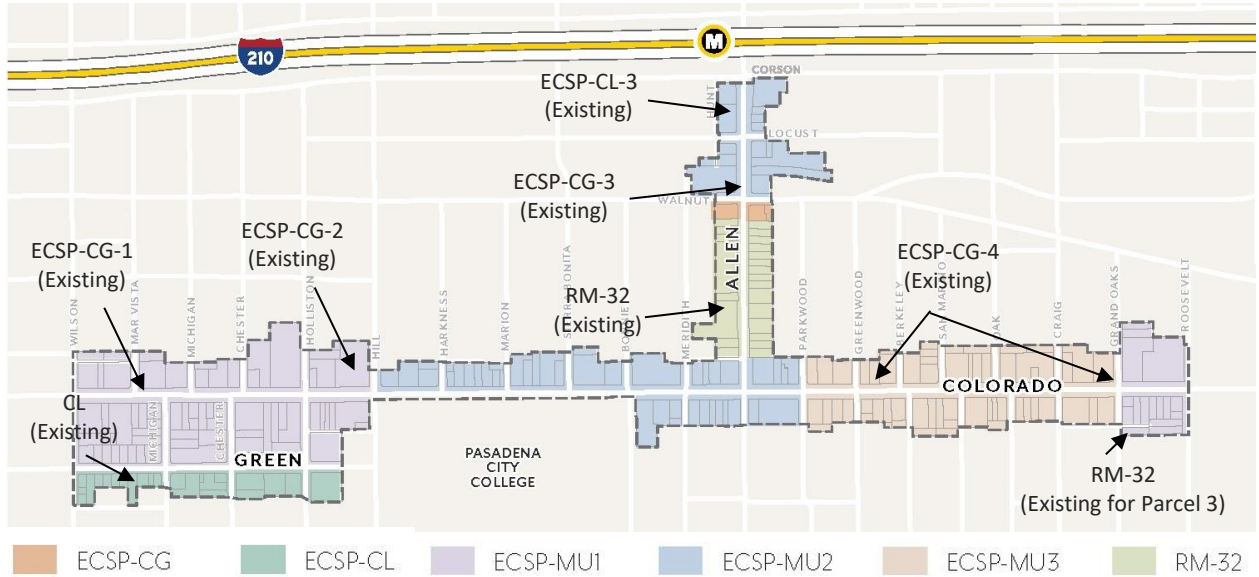 210
M
CORSON
ECSP-CL-3
(Existing)
HUNT
LOCUST
ECSP-CG-3
(Existing)
WALNUT
ECSP-CG-1
(Existing)
ECSP-CG-2
(Existing)
ECSP-CG-4
(Existing)
RM-32
(Existing)
ALLEN
WILSON
MAR VISTA
MICHIGAN
CHESTER
HOLLISTON
HILL
HARKNESS
MARION
SIERRA BONITA
MERIDITH
PARKWOOD
GREENWOOD
BERKELEY
SAN MARINO
OAK
CRAIG
GRAND OAKS
ROOSEVELT
COLORADO
CL
(Existing)
MICHIGAN
CHESTER
GREEN
PASADENA
CITY
COLLEGE
RM-32
(Existing for Parcel 3)
ECSP-CG
ECSP-CL
ECSP-MU1
ECSP-MU2
ECSP-MU3
RM-32